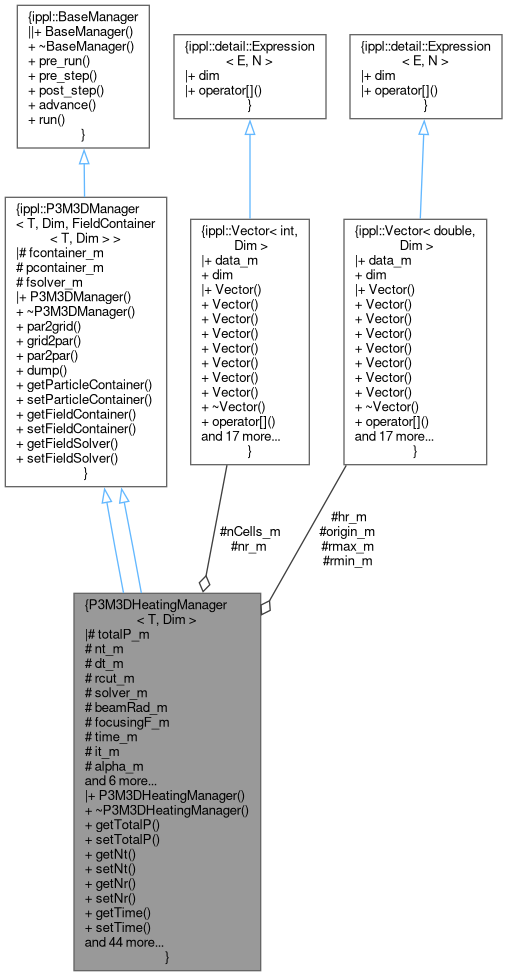 {ippl::BaseManager
||+ BaseManager()
+ ~BaseManager()
+ pre_run()
+ pre_step()
+ post_step()
+ advance()
+ run()
}
{ippl::detail::Expression
< E, N >
|+ dim
|+ operator[]()
}
{ippl::detail::Expression
< E, N >
|+ dim
|+ operator[]()
}
{ippl::P3M3DManager
< T, Dim, FieldContainer
< T, Dim > >
|# fcontainer_m
# pcontainer_m
# fsolver_m
|+ P3M3DManager()
+ ~P3M3DManager()
+ par2grid()
+ grid2par()
+ par2par()
+ dump()
+ getParticleContainer()
+ setParticleContainer()
+ getFieldContainer()
+ setFieldContainer()
+ getFieldSolver()
+ setFieldSolver()
}
{ippl::Vector< int,
Dim >
|+ data_m
+ dim
|+ Vector()
+ Vector()
+ Vector()
+ Vector()
+ Vector()
+ Vector()
+ Vector()
+ Vector()
+ ~Vector()
+ operator[]()
and 17 more...
}
{ippl::Vector< double,
Dim >
|+ data_m
+ dim
|+ Vector()
+ Vector()
+ Vector()
+ Vector()
+ Vector()
+ Vector()
+ Vector()
+ Vector()
+ ~Vector()
+ operator[]()
and 17 more...
}
#nCells_m
#nr_m
#hr_m
#origin_m
#rmax_m
#rmin_m
{P3M3DHeatingManager
< T, Dim >
|# totalP_m
# nt_m
# dt_m
# rcut_m
# solver_m
# beamRad_m
# focusingF_m
# time_m
# it_m
# alpha_m
and 6 more...
|+ P3M3DHeatingManager()
+ ~P3M3DHeatingManager()
+ getTotalP()
+ setTotalP()
+ getNt()
+ setNt()
+ getNr()
+ setNr()
+ getTime()
+ setTime()
and 44 more...
}